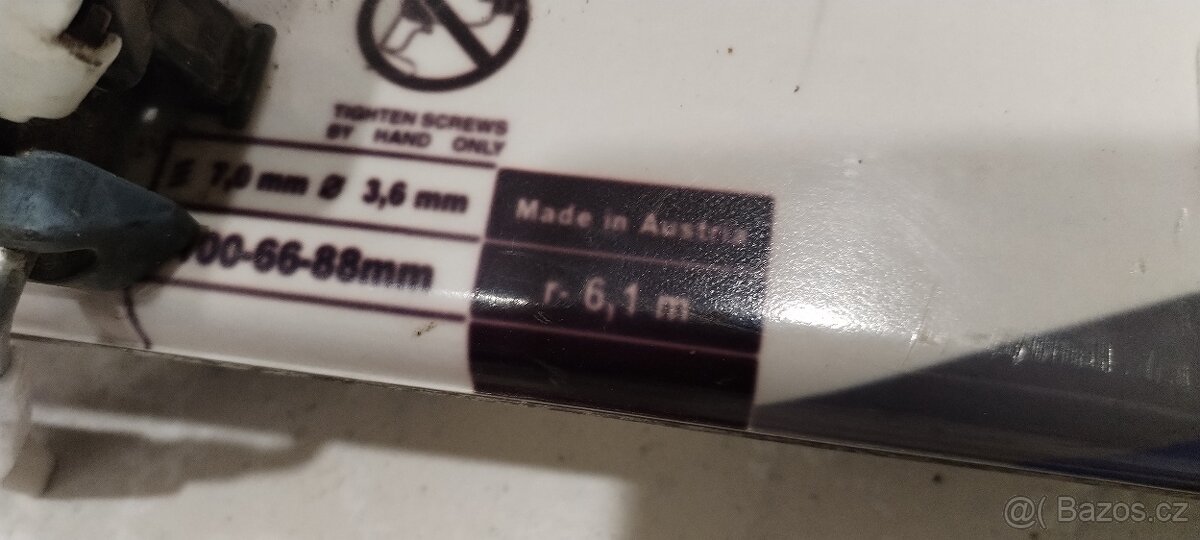 TIGHTEN SCREWS
BY HAND ONLY
7,0 mm Ø 3,6 mm
00-66-88mm
Made in Austria
r- 6,1 m
@( Bazos.cz